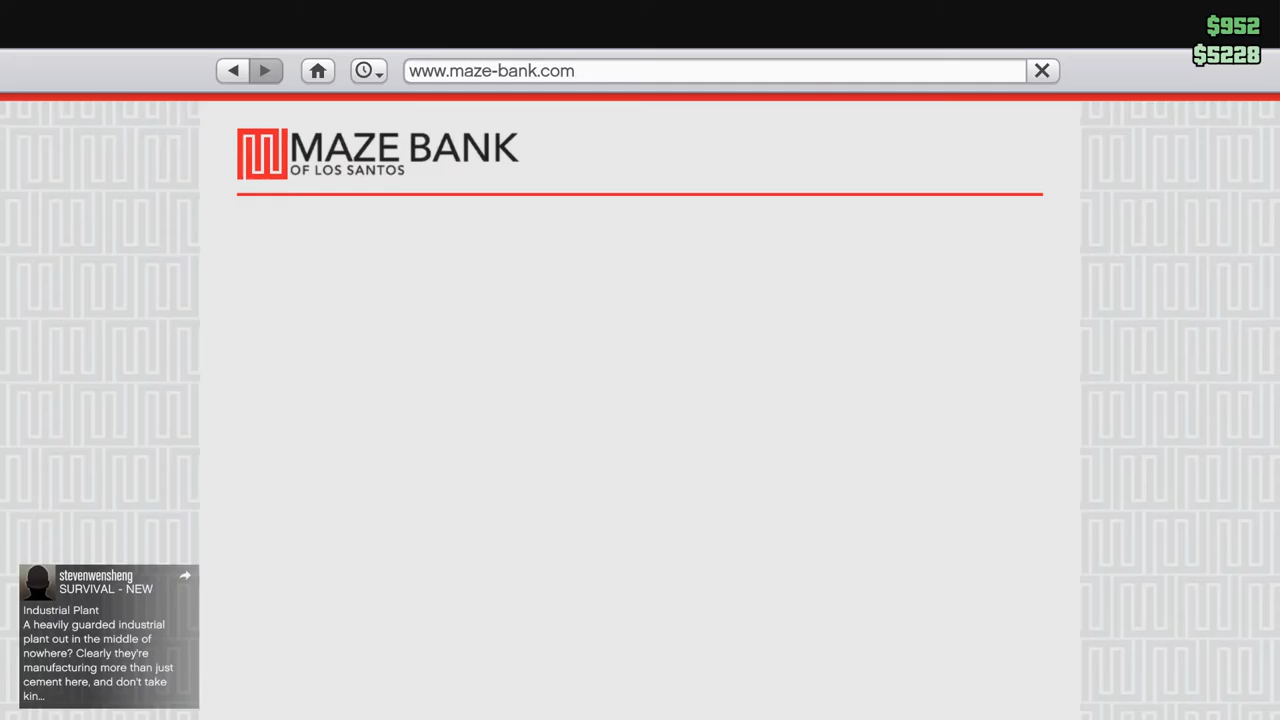 $952
$5228
www.maze-bank.com
MAZE BANK
OF LOS SANTOS
stevenwensheng
SURVIVAL - NEW
Industrial Plant
A heavily guarded industrial
plant out in the middle of
nowhere? Clearly they're
manufacturing more than just
cement here, and don't take
kin...